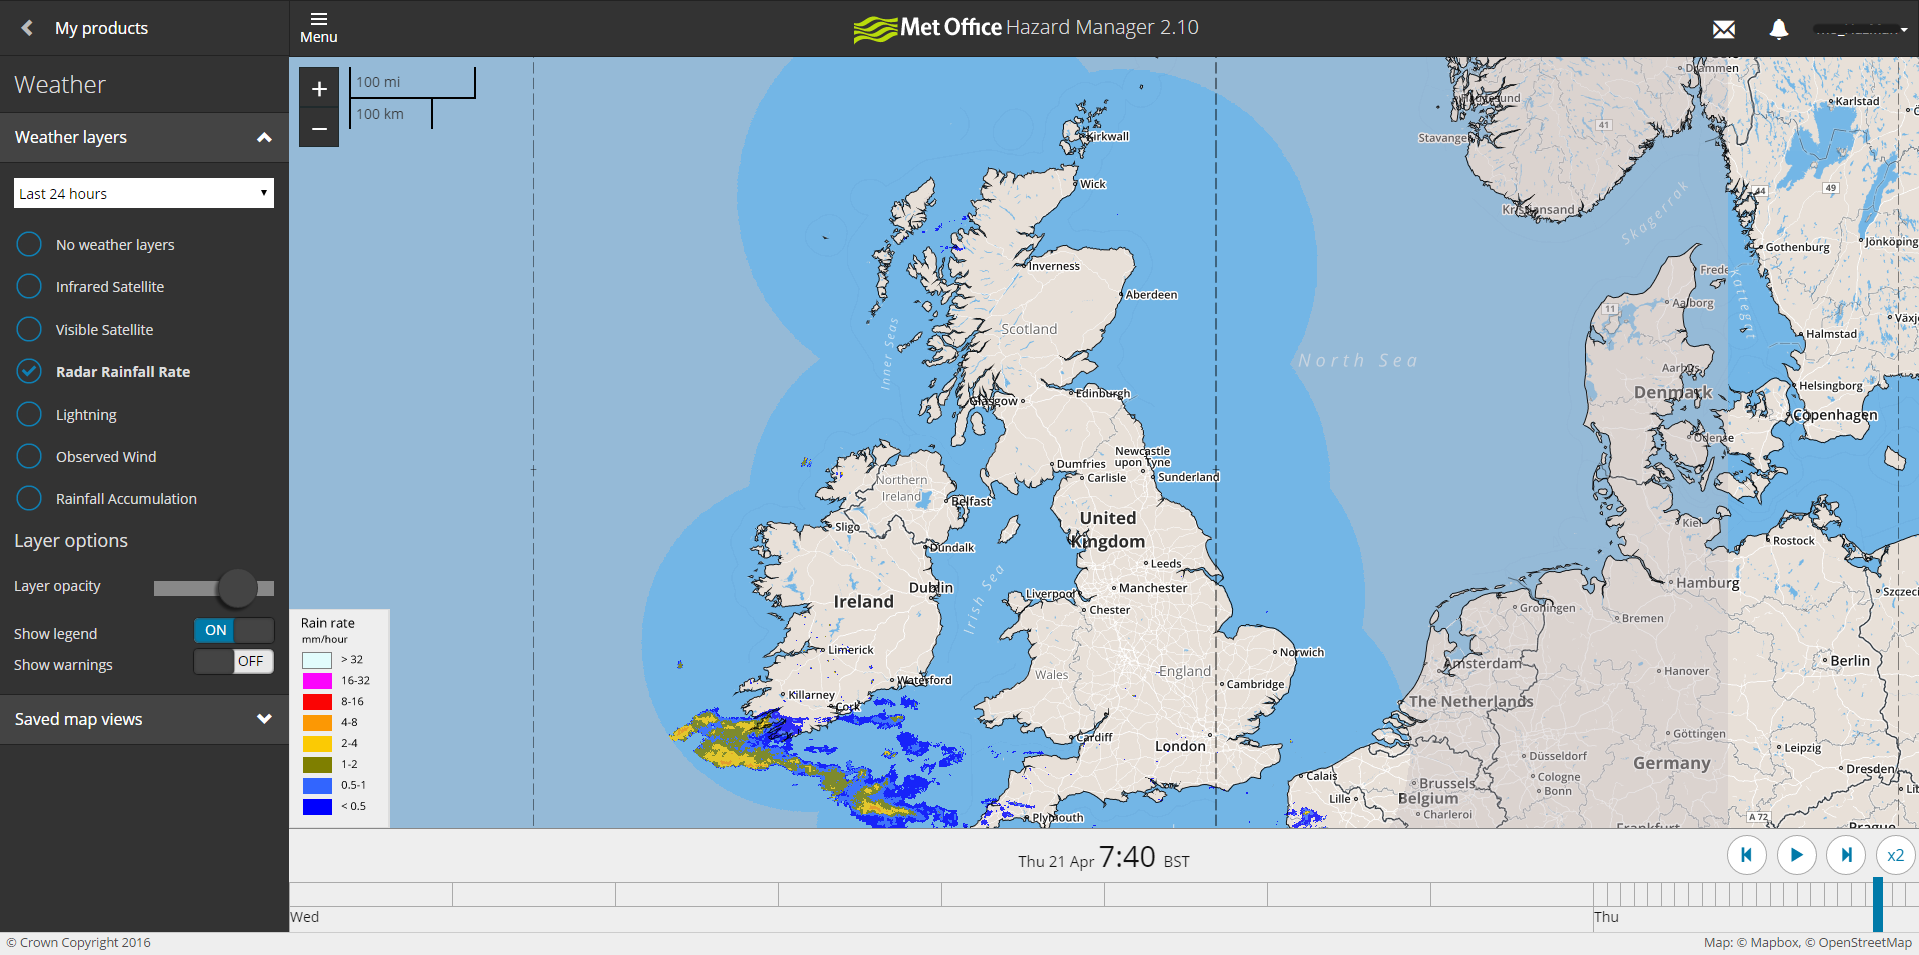 My products
Menu
Met Office Hazard Manager 2.10
Weather
Weather layers
Last 24 hours
No weather layers
Infrared Satellite
Visible Satellite
Radar Rainfall Rate
Lightning
Observed Wind
Rainfall Accumulation
Layer options
Layer opacity
Show legend
ON
Show warnings
OFF
Saved map views
+
−
100 mi
100 km
Kirkwall
Wick
Inverness
Aberdeen
Scotland
Inner Seas
Glasgow
Edinburgh
Newcastle
upon Tyne
Sunderland
Dumfries
Carlisle
Northern
Ireland
Belfast
Sligo
Dundalk
United
Kingdom
Leeds
Dublin
Ireland
Irish Sea
Liverpool
Manchester
Chester
Limerick
Waterford
Killarney
Cork
Wales
England
Norwich
Cambridge
Cardiff
London
Plymouth
North Sea
Drammen
Haugesund
Stavange
41
Kristiansand
Skagerrak
Karlstad
44
49
Gothenburg
Jönköping
Frede
Kattegat
Aalborg
11
Växj
Halmstad
Aarhus
Denmark
Helsingborg
Copenhagen
Odense
Kiel
Rostock
Hamburg
Szczeci
Groningen
Bremen
Amsterdam
Hanover
Berlin
The Netherlands
Göttingen
Düsseldorf
Leipzig
Germany
Cologne
Dresden
Bonn
Calais
Brussels
Lille
Belgium
Charleroi
A 72
Frankfurt
Prague
Rain rate
mm/hour
> 32
16-32
8-16
4-8
2-4
1-2
0.5-1
< 0.5
Thu 21 Apr 7:40 BST
x2
Wed
Thu
© Crown Copyright 2016
Map: © Mapbox, © OpenStreetMap